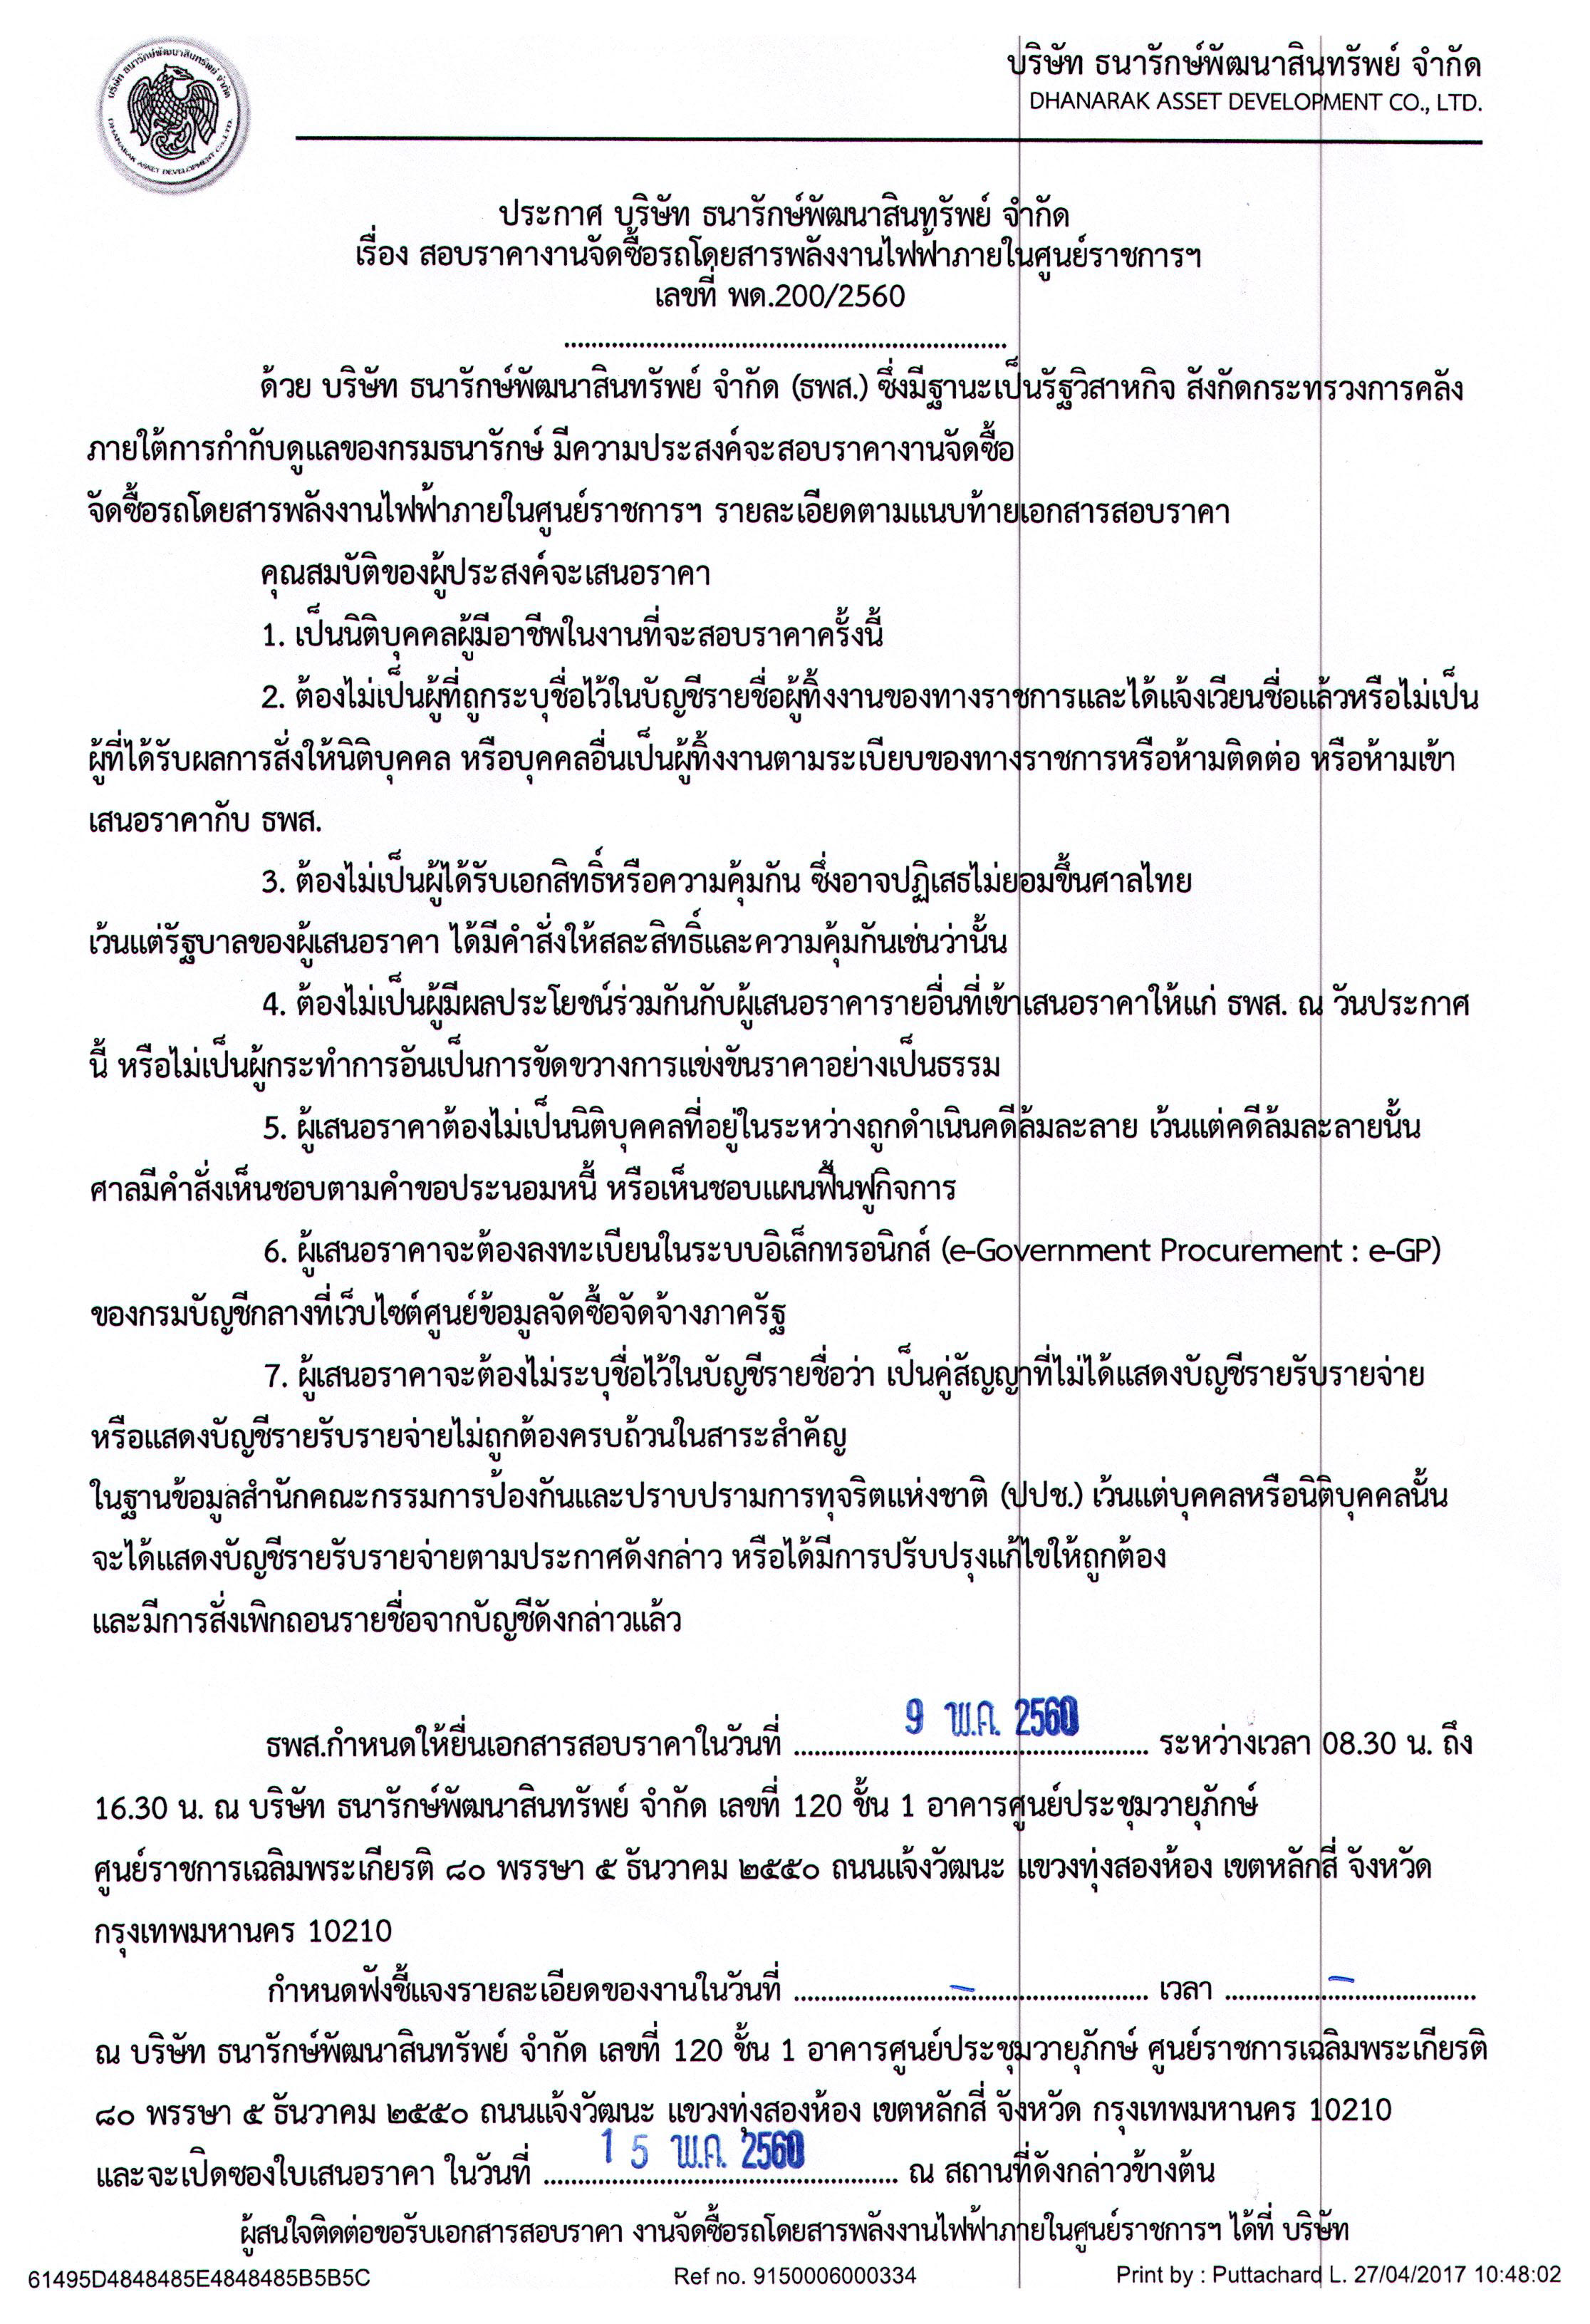 บริษัท ธนารักษ์พัฒนาสินทรัพย์ จำกัด
DHANARAK ASSET DEVELOPMENT CO., LTD.
บริษัท ธนารักษ์พัฒนาสินทรัพย์ จำกัด
DHANARAK ASSET DEVELOPMENT CO., LTD.
ประกาศ บริษัท ธนารักษ์พัฒนาสินทรัพย์ จำกัด
เรื่อง สอบราคางานจัดซื้อรถโดยสารพลังงานไฟฟ้าภายในศูนย์ราชการฯ
เลขที่ พด.200/2560
ด้วย บริษัท ธนารักษ์พัฒนาสินทรัพย์ จำกัด (ธพส.) ซึ่งมีฐานะเป็นรัฐวิสาหกิจ สังกัดกระทรวงการคลัง
ภายใต้การกำกับดูแลของกรมธนารักษ์ มีความประสงค์จะสอบราคางานจัดซื้อ
จัดซื้อรถโดยสารพลังงานไฟฟ้าภายในศูนย์ราชการฯ รายละเอียดตามแนบท้ายเอกสารสอบราคา
คุณสมบัติของผู้ประสงค์จะเสนอราคา
1. เป็นนิติบุคคลผู้มีอาชีพในงานที่จะสอบราคาครั้งนี้
2. ต้องไม่เป็นผู้ที่ถูกระบุชื่อไว้ในบัญชีรายชื่อผู้ทิ้งงานของทางราชการและได้แจ้งเวียนชื่อแล้วหรือไม่เป็น
ผู้ที่ได้รับผลการสั่งให้นิติบุคคล หรือบุคคลอื่นเป็นผู้ทิ้งงานตามระเบียบของทางราชการหรือห้ามติดต่อ หรือห้ามเข้า
เสนอราคากับ ธพส.
3. ต้องไม่เป็นผู้ได้รับเอกสิทธิ์หรือความคุ้มกัน ซึ่งอาจปฏิเสธไม่ยอมขึ้นศาลไทย
เว้นแต่รัฐบาลของผู้เสนอราคา ได้มีคำสั่งให้สละสิทธิ์และความคุ้มกันเช่นว่านั้น
4. ต้องไม่เป็นผู้มีผลประโยชน์ร่วมกันกับผู้เสนอราคารายอื่นที่เข้าเสนอราคาให้แก่ ธพส. ณ วันประกาศ
นี้ หรือไม่เป็นผู้กระทำการอันเป็นการขัดขวางการแข่งขันราคาอย่างเป็นธรรม
5. ผู้เสนอราคาต้องไม่เป็นนิติบุคคลที่อยู่ในระหว่างถูกดำเนินคดีล้มละลาย เว้นแต่คดีล้มละลายนั้น
ศาลมีคำสั่งเห็นชอบตามคำขอประนอมหนี้ หรือเห็นชอบแผนฟื้นฟูกิจการ
6. ผู้เสนอราคาจะต้องลงทะเบียนในระบบอิเล็กทรอนิกส์ (e-Government Procurement : e-GP)
ของกรมบัญชีกลางที่เว็บไซต์ศูนย์ข้อมูลจัดซื้อจัดจ้างภาครัฐ
7. ผู้เสนอราคาจะต้องไม่ระบุชื่อไว้ในบัญชีรายชื่อว่า เป็นคู่สัญญาที่ไม่ได้แสดงบัญชีรายรับรายจ่าย
หรือแสดงบัญชีรายรับรายจ่ายไม่ถูกต้องครบถ้วนในสาระสำคัญ
ในฐานข้อมูลสำนักคณะกรรมการป้องกันและปราบปรามการทุจริตแห่งชาติ (ปปช.) เว้นแต่บุคคลหรือนิติบุคคลนั้น
จะได้แสดงบัญชีรายรับรายจ่ายตามประกาศดังกล่าว หรือได้มีการปรับปรุงแก้ไขให้ถูกต้อง
และมีการสั่งเพิกถอนรายชื่อจากบัญชีดังกล่าวแล้ว
ธพส.กำหนดให้ยื่นเอกสารสอบราคาในวันที่ 9 พ.ค. 2560 ระหว่างเวลา 08.30 น. ถึง
16.30 น. ณ บริษัท ธนารักษ์พัฒนาสินทรัพย์ จำกัด เลขที่ 120 ชั้น 1 อาคารศูนย์ประชุมวายุภักษ์
ศูนย์ราชการเฉลิมพระเกียรติ ๘๐ พรรษา ๕ ธันวาคม ๒๕๕๐ ถนนแจ้งวัฒนะ แขวงทุ่งสองห้อง เขตหลักสี่ จังหวัด
กรุงเทพมหานคร 10210
กำหนดฟังชี้แจงรายละเอียดของงานในวันที่ - เวลา -
ณ บริษัท ธนารักษ์พัฒนาสินทรัพย์ จำกัด เลขที่ 120 ชั้น 1 อาคารศูนย์ประชุมวายุภักษ์ ศูนย์ราชการเฉลิมพระเกียรติ
๘๐ พรรษา ๕ ธันวาคม ๒๕๕๐ ถนนแจ้งวัฒนะ แขวงทุ่งสองห้อง เขตหลักสี่ จังหวัด กรุงเทพมหานคร 10210
และจะเปิดซองใบเสนอราคา ในวันที่ 15 พ.ค. 2560 ณ สถานที่ดังกล่าวข้างต้น
ผู้สนใจติดต่อขอรับเอกสารสอบราคา งานจัดซื้อรถโดยสารพลังงานไฟฟ้าภายในศูนย์ราชการฯ ได้ที่ บริษัท
61495D4848485E4848485B5B5C Ref no. 9150006000334 Print by : Puttachard L. 27/04/2017 10:48:02